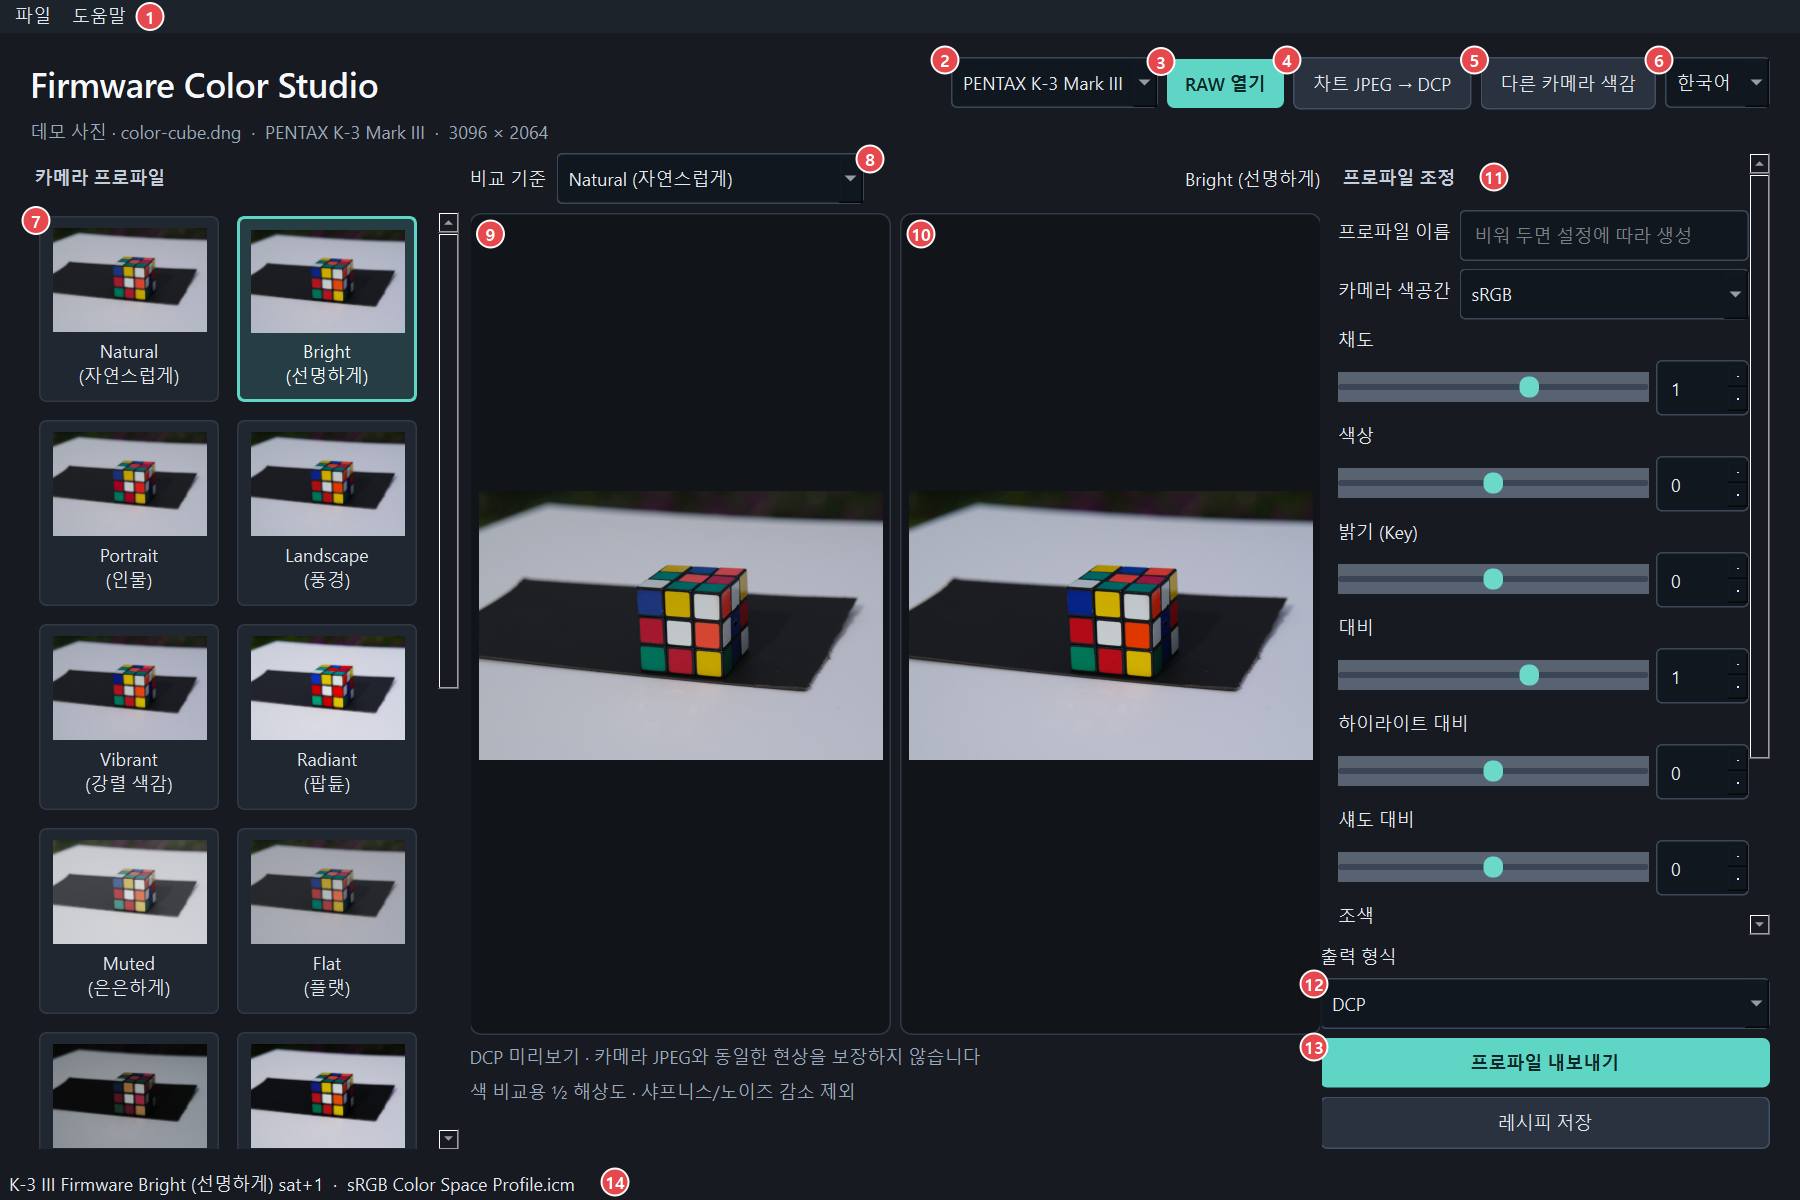 파일 도움말 1
Firmware Color Studio
2 PENTAX K-3 Mark III 3 RAW 열기 4 차트 JPEG → DCP 5 다른 카메라 색감 6 한국어
데모 사진 · color-cube.dng · PENTAX K-3 Mark III · 3096 × 2064
카메라 프로파일
7
Natural
(자연스럽게)
Bright
(선명하게)
Portrait
(인물)
Landscape
(풍경)
Vibrant
(강렬 색감)
Radiant
(팝튠)
Muted
(은은하게)
Flat
(플랫)
비교 기준 Natural (자연스럽게) 8
Bright (선명하게)
9
10
DCP 미리보기 · 카메라 JPEG와 동일한 현상을 보장하지 않습니다
색 비교용 ½ 해상도 · 샤프니스/노이즈 감소 제외
프로파일 조정 11
프로파일 이름 비워 두면 설정에 따라 생성
카메라 색공간 sRGB
채도
1
색상
0
밝기 (Key)
0
대비
1
하이라이트 대비
0
섀도 대비
0
조색
출력 형식
12 DCP
13 프로파일 내보내기
레시피 저장
K-3 III Firmware Bright (선명하게) sat+1 · sRGB Color Space Profile.icm 14